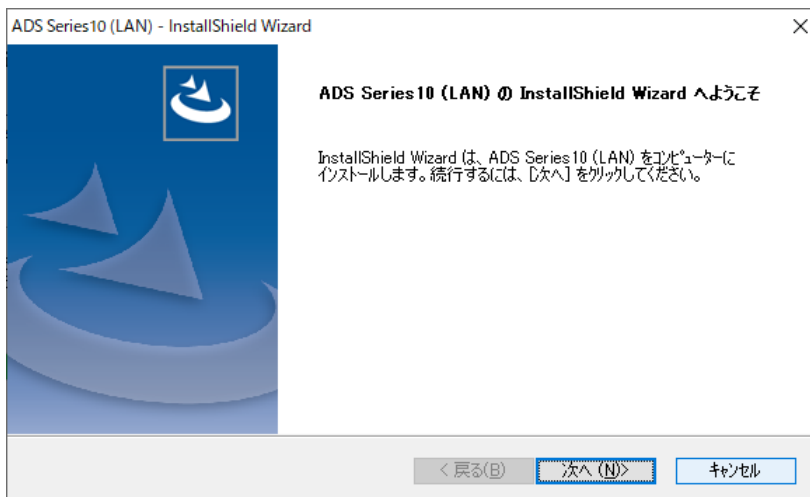 ADS Series10 (LAN) - InstallShield Wizard
ADS Series10 (LAN) の InstallShield Wizard へようこそ
InstallShield Wizard は、ADS Series10 (LAN) をｺﾝﾋﾟｭｰﾀｰに
ｲﾝｽﾄｰﾙします。続行するには、[次へ] をｸﾘｯｸしてください。
< 戻る(B)
次へ (N)>
ｷｬﾝｾﾙ